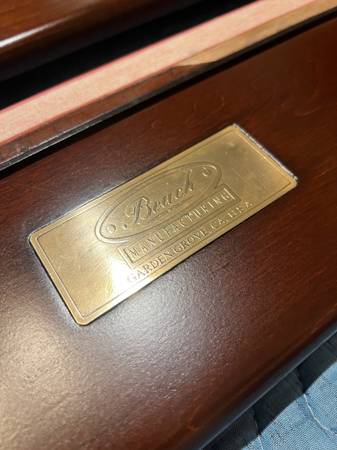 Beach
MANUFACTURING
GARDEN GROVE, CA. U.S.A.